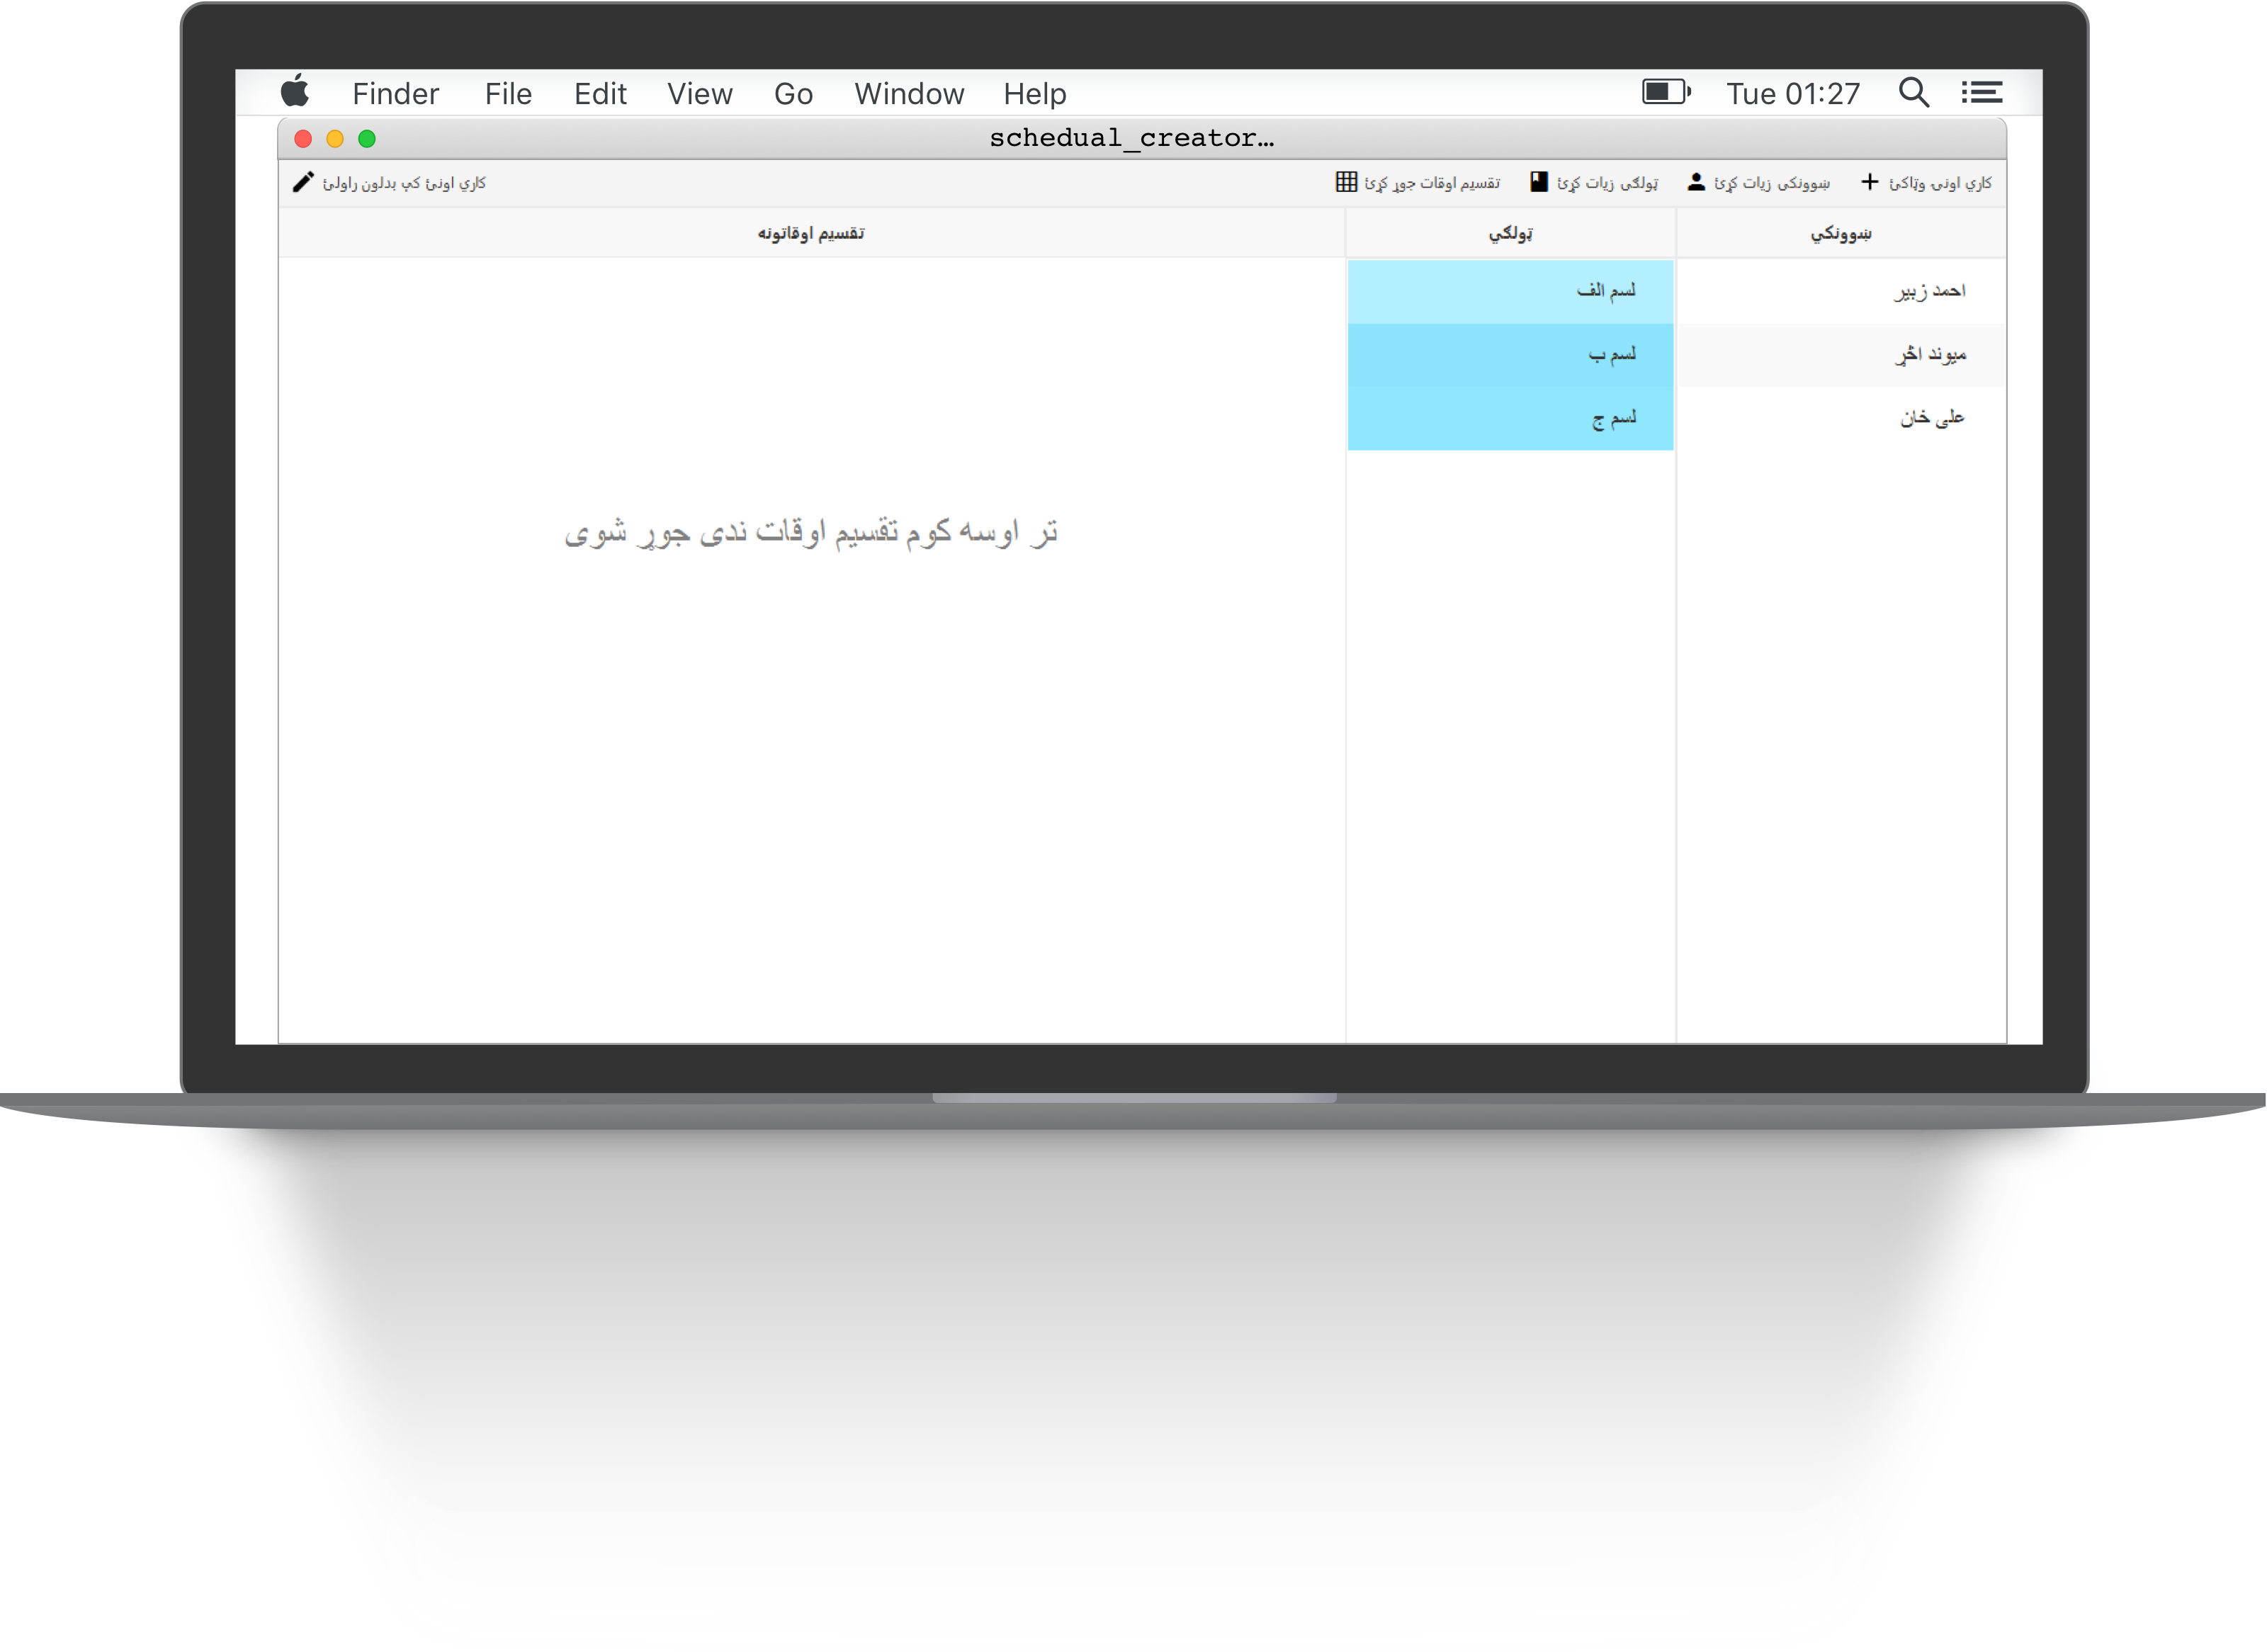 Finder File Edit View Go Window Help Tue 01:27
schedual_creator…
کاري اونۍ وټاکئ ښوونکی زیات کړئ ټولګی زیات کړئ تقسیم اوقات جوړ کړئ کاري اونۍ کې بدلون راولئ
ښوونکي ټولګي تقسیم اوقاتونه
احمد زبیر لسم الف
میوند اڅړ لسم ب
علی خان لسم ج
تر اوسه کوم تقسیم اوقات ندی جوړ شوی